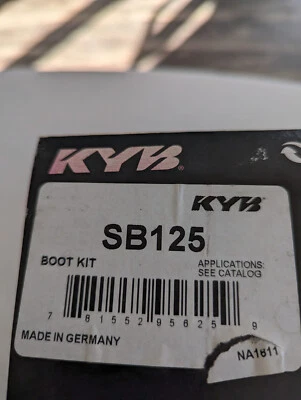 KYB®
KYB
SB125
BOOT KIT
APPLICATIONS:
SEE CATALOG
7 81552 95625 9
MADE IN GERMANY
NA1611